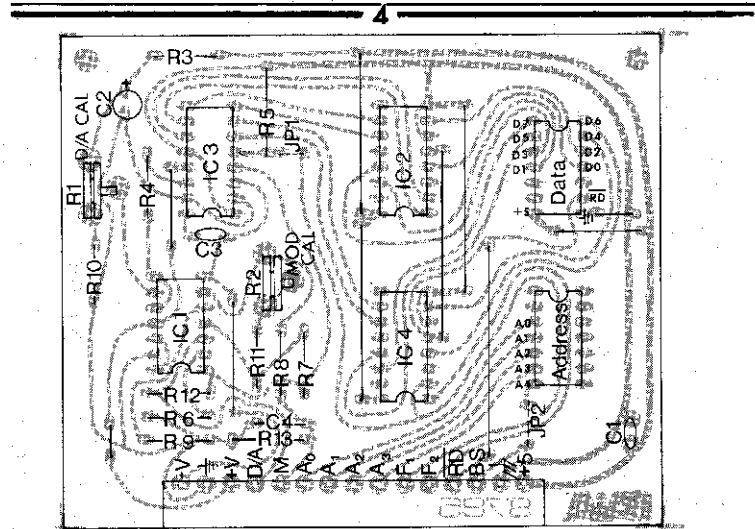 4
R3
C2
D/A CAL
R1
R4
R10
IC3
C3
R5
JP1
IC2
D7
D5
D3
D1
+5
Data
D6
D4
D2
D0
RD
R2
MOD CAL
IC1
R11
R8
R7
IC4
A0
A1
A2
A3
A4
Address
JP2
C1
R12
R6
R9
C4
R13
+V
+V
D/A
M
A0
A1
A2
A3
F1
F2
RD
BS
+5